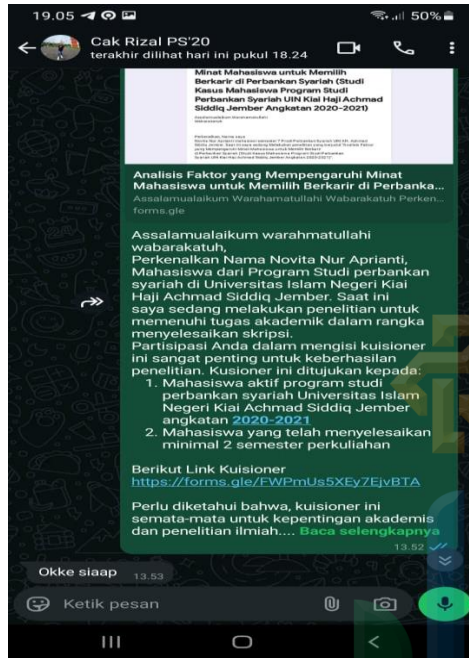 19.05
50%
Cak Rizal PS'20
terakhir dilihat hari ini pukul 18.24
Minat Mahasiswa untuk Memilih
Berkarir di Perbankan Syariah (Studi
Kasus Mahasiswa Program Studi
Perbankan Syariah UIN Kiai Haji Achmad
Siddiq Jember Angkatan 2020-2021)
Analisis Faktor yang Mempengaruhi Minat
Mahasiswa untuk Memilih Berkarir di Perbanka...
Assalamualaikum Warahamatullahi Wabarakatuh Perken...
forms.gle
Assalamualaikum warahmatullahi
wabarakatuh,
Perkenalkan Nama Novita Nur Aprianti,
Mahasiswa dari Program Studi perbankan
syariah di Universitas Islam Negeri Kiai
Haji Achmad Siddiq Jember. Saat ini
saya sedang melakukan penelitian untuk
memenuhi tugas akademik dalam rangka
menyelesaikan skripsi.
Partisipasi Anda dalam mengisi kuisioner
ini sangat penting untuk keberhasilan
penelitian. Kusioner ini ditujukan kepada:
1. Mahasiswa aktif program studi
perbankan syariah Universitas Islam
Negeri Kiai Achmad Siddiq Jember
angkatan 2020-2021
2. Mahasiswa yang telah menyelesaikan
minimal 2 semester perkuliahan
Berikut Link Kuisioner
https://forms.gle/FWPmUs5XEy7EjvBTA
Perlu diketahui bahwa, kuisioner ini
semata-mata untuk kepentingan akademis
dan penelitian ilmiah.... Baca selengkapnya
13.52
Okke siaap
13.53
Ketik pesan